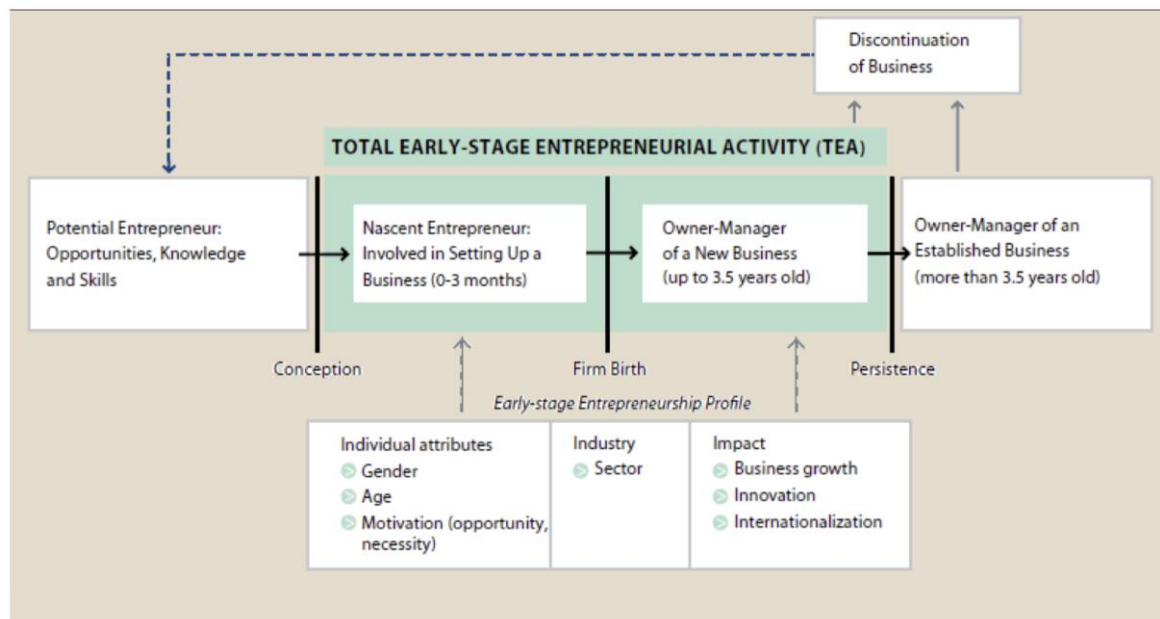 Discontinuation
of Business
TOTAL EARLY-STAGE ENTREPRENEURIAL ACTIVITY (TEA)
Potential Entrepreneur:
Opportunities, Knowledge
and Skills
Nascent Entrepreneur:
Involved in Setting Up a
Business (0-3 months)
Owner-Manager
of a New Business
(up to 3.5 years old)
Owner-Manager of an
Established Business
(more than 3.5 years old)
Conception
Firm Birth
Persistence
Early-stage Entrepreneurship Profile
Individual attributes
Gender
Age
Motivation (opportunity,
necessity)
Industry
Sector
Impact
Business growth
Innovation
Internationalization